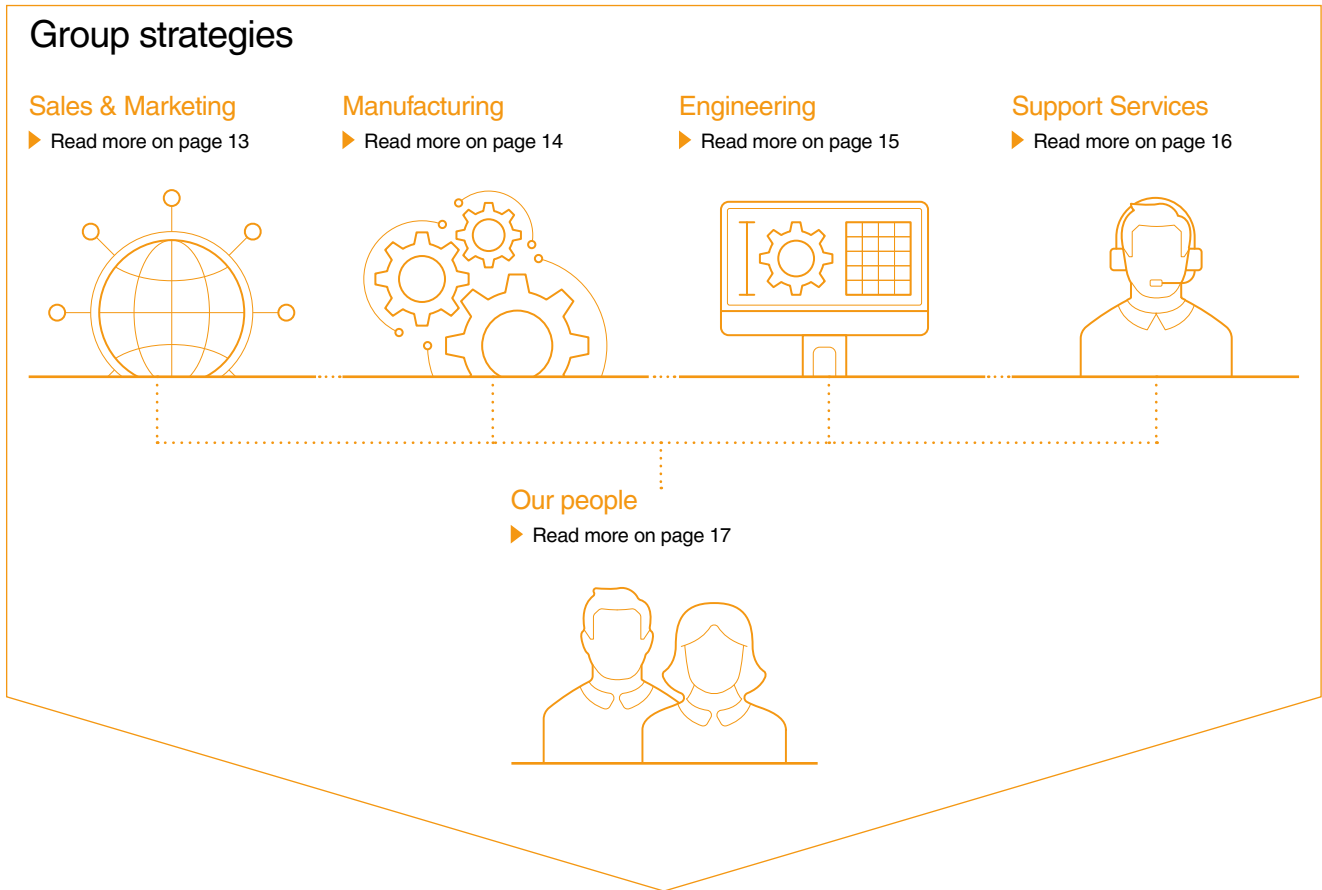 Group strategies
Sales & Marketing
Read more on page 13
Manufacturing
Read more on page 14
Engineering
Read more on page 15
Support Services
Read more on page 16
Our people
Read more on page 17